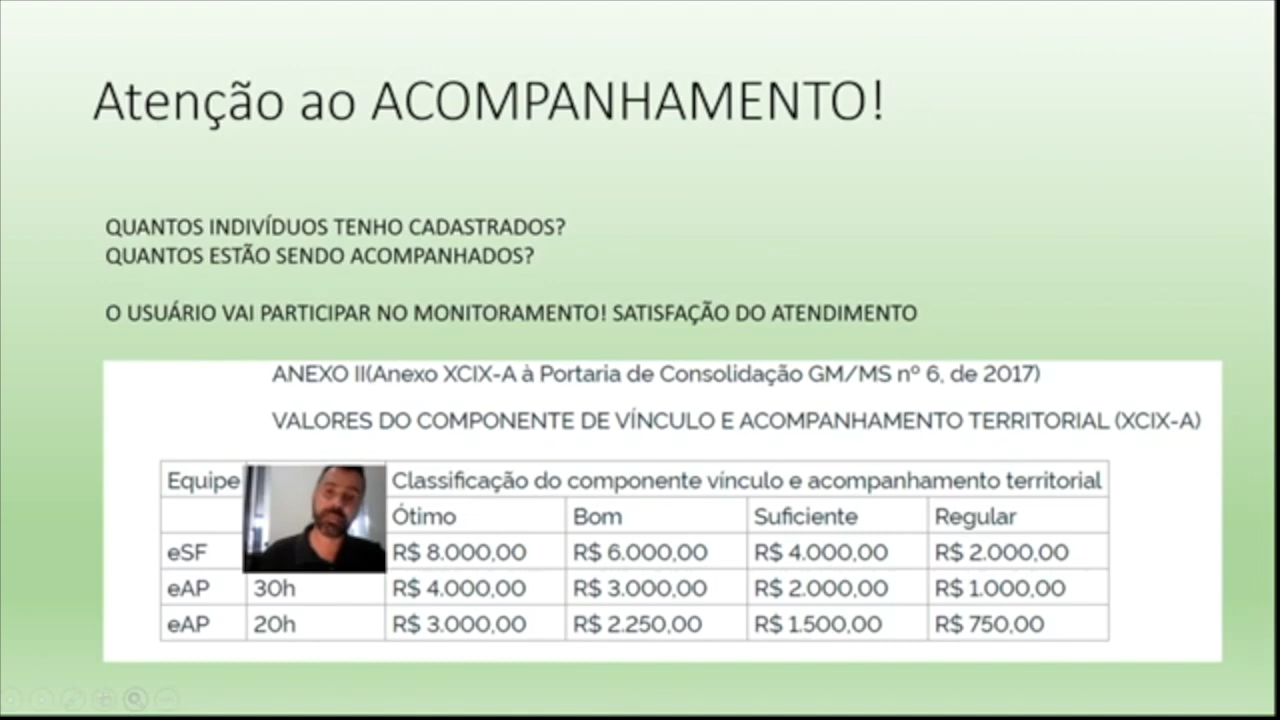 Atenção ao ACOMPANHAMENTO!
QUANTOS INDIVÍDUOS TENHO CADASTRADOS?
QUANTOS ESTÃO SENDO ACOMPANHADOS?
O USUÁRIO VAI PARTICIPAR NO MONITORAMENTO! SATISFAÇÃO DO ATENDIMENTO
ANEXO II(Anexo XCIX-A à Portaria de Consolidação GM/MS nº 6, de 2017)
VALORES DO COMPONENTE DE VÍNCULO E ACOMPANHAMENTO TERRITORIAL (XCIX-A)
Equipe Classificação do componente vínculo e acompanhamento territorial
Ótimo Bom Suficiente Regular
eSF R$ 8.000,00 R$ 6.000,00 R$ 4.000,00 R$ 2.000,00
eAP 30h R$ 4.000,00 R$ 3.000,00 R$ 2.000,00 R$ 1.000,00
eAP 20h R$ 3.000,00 R$ 2.250,00 R$ 1.500,00 R$ 750,00